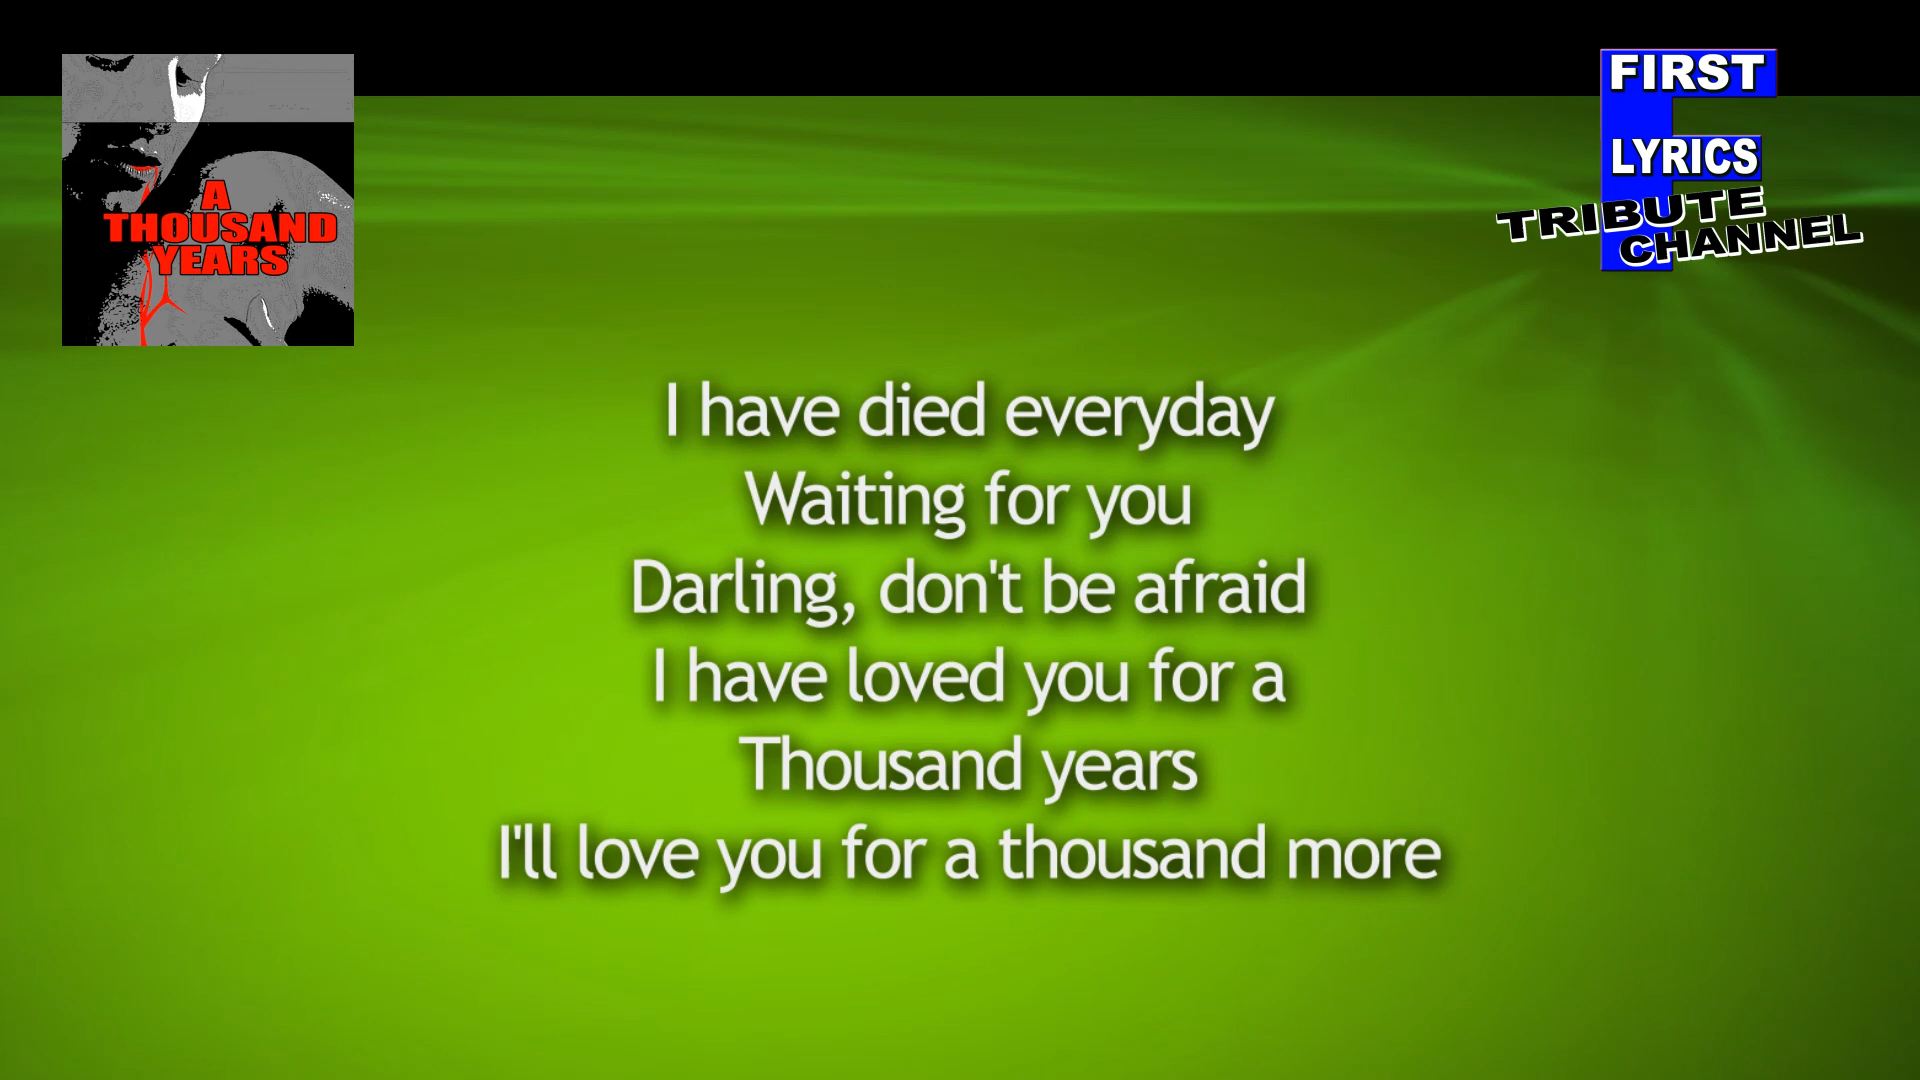 A
THOUSAND
YEARS
FIRST
LYRICS
TRIBUTE
CHANNEL
I have died everyday
Waiting for you
Darling, don't be afraid
I have loved you for a
Thousand years
I'll love you for a thousand more